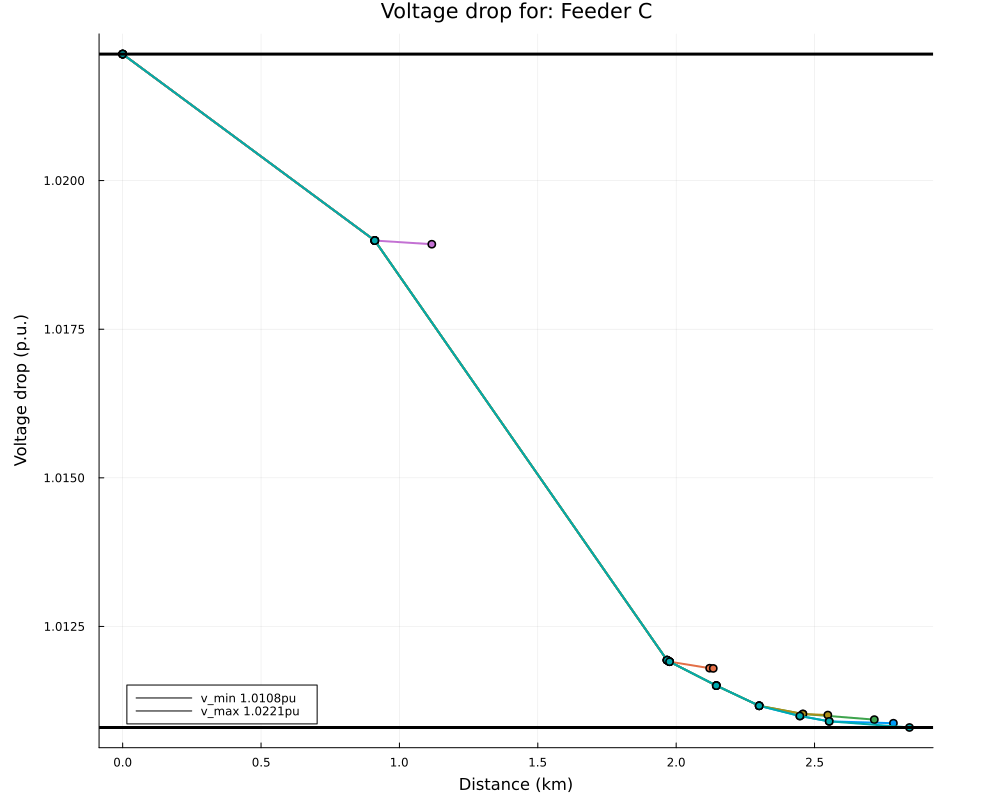 Voltage drop for: Feeder C
Voltage drop (p.u.)
1.0200
1.0175
1.0150
1.0125
v_min 1.0108pu
v_max 1.0221pu
0.0 0.5 1.0 1.5 2.0 2.5
Distance (km)